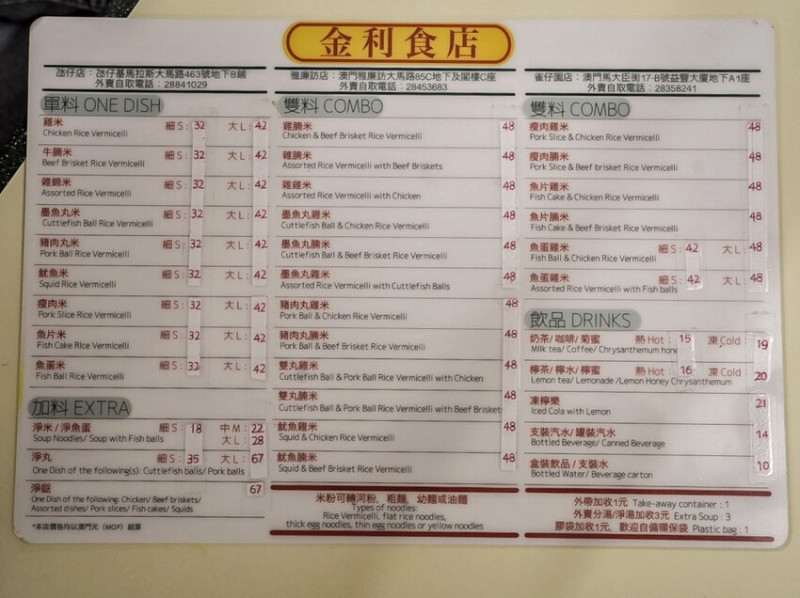 金利食店
氹仔店：氹仔基馬拉斯大馬路463號地下B鋪
外賣自取電話：28841029
雅廉訪店：澳門雅廉訪大馬路85C地下及閣樓C座
外賣自取電話：28453683
雀仔園店：澳門馬大臣街17-B號益豐大廈地下A1座
外賣自取電話：28358241
單料 ONE DISH
雞米 細S: 32 大L: 42
Chicken Rice Vermicelli
牛腩米 細S: 32 大L: 42
Beef Brisket Rice Vermicelli
雞雜米 細S: 32 大L: 42
Assorted Rice Vermicelli
墨魚丸米 細S: 32 大L: 42
Cuttlefish Ball Rice Vermicelli
豬肉丸米 細S: 32 大L: 42
Pork Ball Rice Vermicelli
魷魚米 細S: 32 大L: 42
Squid Rice Vermicelli
瘦肉米 細S: 32 大L: 42
Pork Slice Rice Vermicelli
魚片米 細S: 32 大L: 42
Fish Cake Rice Vermicelli
魚蛋米 細S: 32 大L: 42
Fish Ball Rice Vermicelli
加料 EXTRA
淨米 / 淨魚蛋 細S: 18 中M: 22
Soup Noodles/ Soup with Fish balls 大L: 28
淨丸 細S: 35 大L: 67
One Dish of the following(s): Cuttlefish balls/ Pork balls
淨餸 67
One Dish of the following: Chicken/ Beef briskets/
Assorted dishes/ Pork slices/ Fish cakes/ Squids
*本店價格均以澳門元（MOP）結算
雙料 COMBO
雞腩米 48
Chicken & Beef Brisket Rice Vermicelli
雜腩米 48
Assorted Rice Vermicelli with Beef Briskets
雞雜米 48
Assorted Rice Vermicelli with Chicken
墨魚丸雞米 48
Cuttlefish Ball & Chicken Rice Vermicelli
墨魚丸腩米 48
Cuttlefish Ball & Beef Brisket Rice Vermicelli
墨魚丸雜米 48
Assorted Rice Vermicelli with Cuttlefish Balls
豬肉丸雞米 48
Pork Ball & Chicken Rice Vermicelli
豬肉丸腩米 48
Pork Ball & Beef Brisket Rice Vermicelli
雙丸雞米 48
Cuttlefish Ball & Pork Ball Rice Vermicelli with Chicken
雙丸腩米 48
Cuttlefish Ball & Pork Ball Rice Vermicelli with Beef Briskets
魷魚雞米 48
Squid & Chicken Rice Vermicelli
魷魚腩米 48
Squid & Beef Brisket Rice Vermicelli
米粉可轉河粉，粗麵，幼麵或油麵
Types of noodles:
Rice Vermicelli, flat rice noodles,
thick egg noodles, thin egg noodles or yellow noodles
雙料 COMBO
瘦肉雞米 48
Pork Slice & Chicken Rice Vermicelli
瘦肉腩米 48
Pork Slice & Beef brisket Rice Vermicelli
魚片雞米 48
Fish Cake & Chicken Rice Vermicelli
魚片腩米 48
Fish Cake & Beef Brisket Rice Vermicelli
魚蛋雞米 細S: 42 大L: 48
Fish Ball & Chicken Rice Vermicelli
魚蛋雜米 細S: 42 大L: 48
Assorted Rice Vermicelli with Fish balls
飲品 DRINKS
奶茶/ 咖啡/ 菊蜜 熱 Hot: 15 凍 Cold: 19
Milk tea/ Coffee/ Chrysanthemum hone
檸茶/ 檸水/ 檸蜜 熱 Hot: 16 凍 Cold: 20
Lemon tea/ Lemonade /Lemon Honey Chrysanthemum
凍檸樂 21
Iced Cola with Lemon
支裝汽水/ 罐裝汽水 14
Bottled Beverage/ Canned Beverage
盒裝飲品 / 支裝水 10
Bottled Water/ Beverage carton
外帶加收1元 Take-away container : 1
外賣分湯/淨湯加收3元 Extra Soup : 3
膠袋加收1元，歡迎自備環保袋 Plastic bag : 1